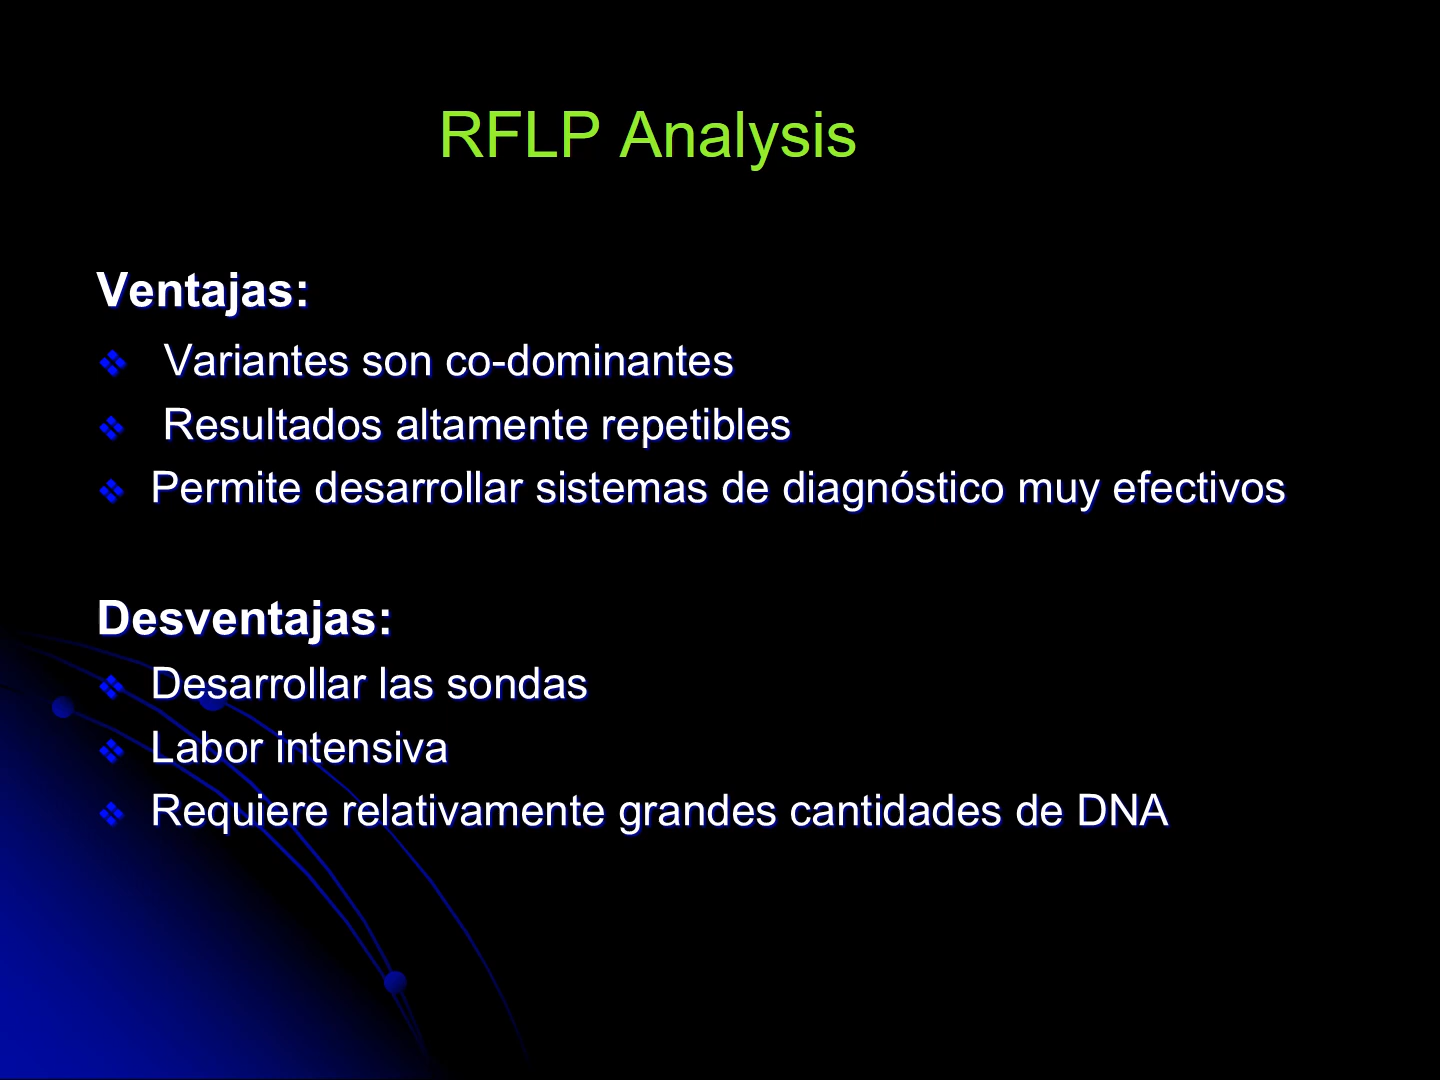 RFLP Analysis
Ventajas:
Variantes son co-dominantes
Resultados altamente repetibles
Permite desarrollar sistemas de diagnóstico muy efectivos
Desventajas:
Desarrollar las sondas
Labor intensiva
Requiere relativamente grandes cantidades de DNA